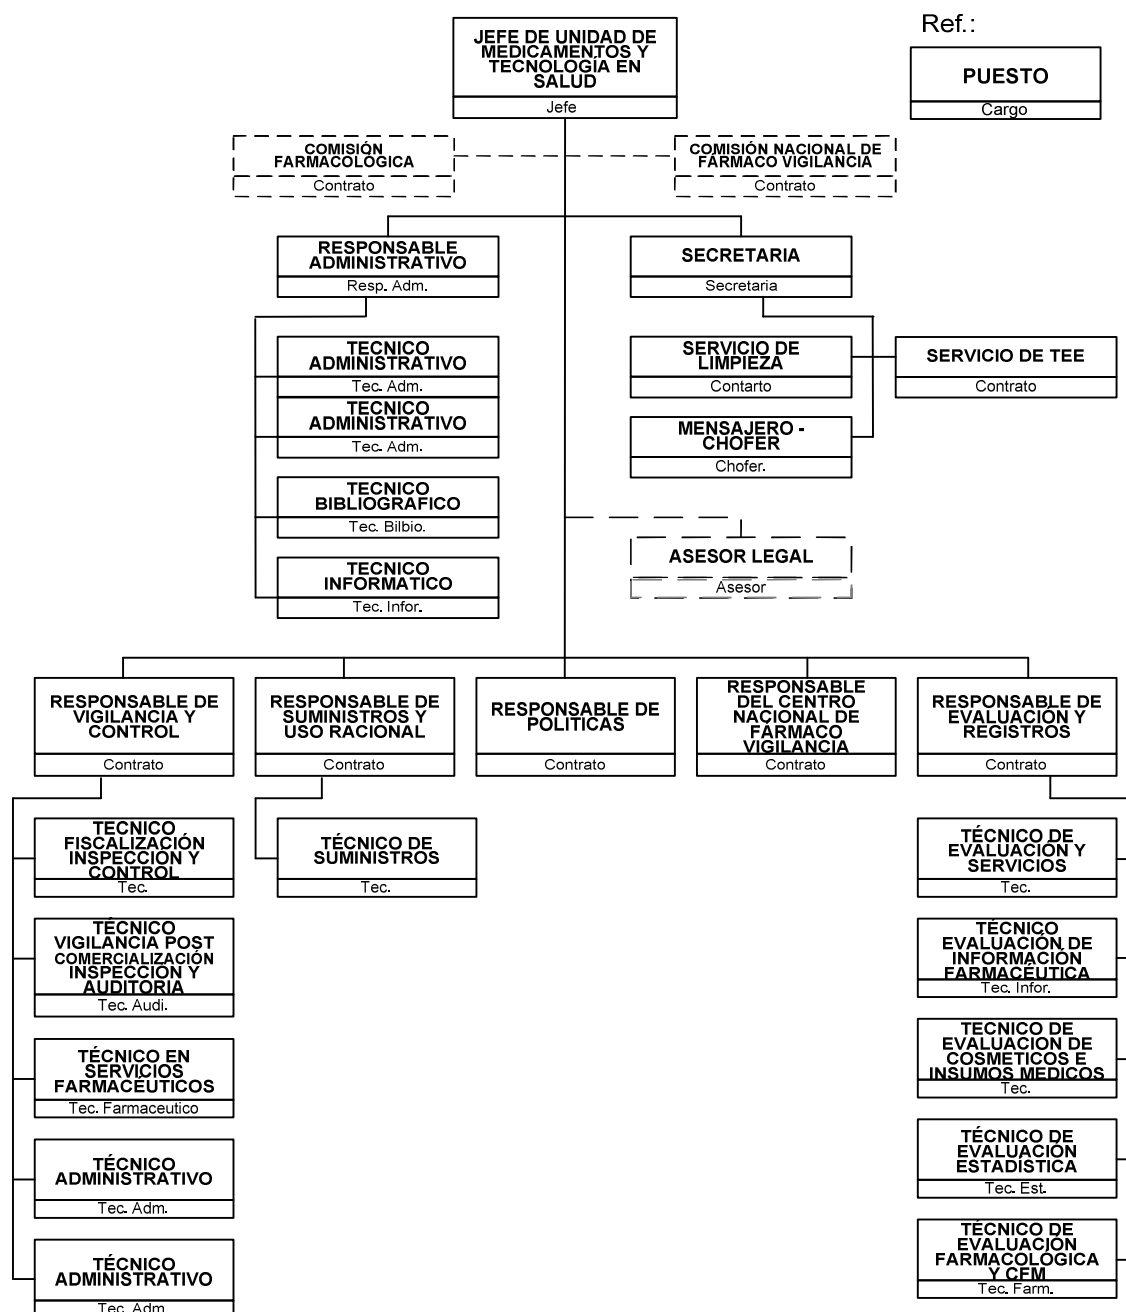 Ref.:
JEFE DE UNIDAD DE
MEDICAMENTOS Y
TECNOLOGÍA EN
SALUD
Jefe
PUESTO
Cargo
COMISIÓN
FARMACOLÓGICA
Contrato
COMISIÓN NACIONAL DE
FÁRMACO VIGILANCIA
Contrato
RESPONSABLE
ADMINISTRATIVO
Resp. Adm.
SECRETARIA
Secretaria
TECNICO
ADMINISTRATIVO
Tec. Adm.
TECNICO
ADMINISTRATIVO
Tec. Adm.
TECNICO
BIBLIOGRAFICO
Tec. Bilbio.
TECNICO
INFORMATICO
Tec. Infor.
SERVICIO DE
LIMPIEZA
Contarto
SERVICIO DE TEE
Contrato
MENSAJERO -
CHOFER
Chofer.
ASESOR LEGAL
Asesor
RESPONSABLE DE
VIGILANCIA Y
CONTROL
Contrato
RESPONSABLE DE
SUMINISTROS Y
USO RACIONAL
Contrato
RESPONSABLE DE
POLÍTICAS
Contrato
RESPONSABLE
DEL CENTRO
NACIONAL DE
FÁRMACO
VIGILANCIA
Contrato
RESPONSABLE DE
EVALUACIÓN Y
REGISTROS
Contrato
TECNICO
FISCALIZACIÓN
INSPECCIÓN Y
CONTROL
Tec.
TÉCNICO
VIGILANCIA POST
COMERCIALIZACIÓN
INSPECCIÓN Y
AUDITORIA
Tec. Audi.
TÉCNICO EN
SERVICIOS
FARMACÉUTICOS
Tec. Farmaceutico
TÉCNICO
ADMINISTRATIVO
Tec. Adm.
TÉCNICO
ADMINISTRATIVO
Tec. Adm.
TÉCNICO DE
SUMINISTROS
Tec.
TÉCNICO DE
EVALUACIÓN Y
SERVICIOS
Tec.
TÉCNICO
EVALUACIÓN DE
INFORMACIÓN
FARMACÉUTICA
Tec. Infor.
TECNICO DE
EVALUACION DE
COSMETICOS E
INSUMOS MEDICOS
Tec.
TÉCNICO DE
EVALUACIÓN
ESTADÍSTICA
Tec. Est.
TÉCNICO DE
EVALUACIÓN
FARMACOLÓGICA
Y CFM
Tec. Farm.